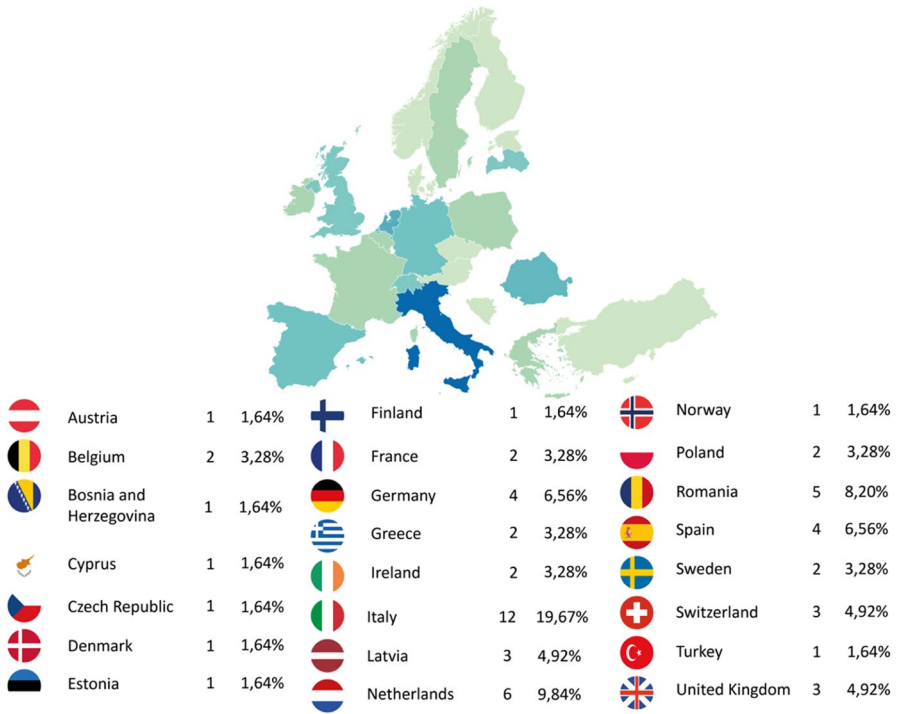 Austria 1 1,64%
Belgium 2 3,28%
Bosnia and
Herzegovina 1 1,64%
Cyprus 1 1,64%
Czech Republic 1 1,64%
Denmark 1 1,64%
Estonia 1 1,64%
Finland 1 1,64%
France 2 3,28%
Germany 4 6,56%
Greece 2 3,28%
Ireland 2 3,28%
Italy 12 19,67%
Latvia 3 4,92%
Netherlands 6 9,84%
Norway 1 1,64%
Poland 2 3,28%
Romania 5 8,20%
Spain 4 6,56%
Sweden 2 3,28%
Switzerland 3 4,92%
Turkey 1 1,64%
United Kingdom 3 4,92%